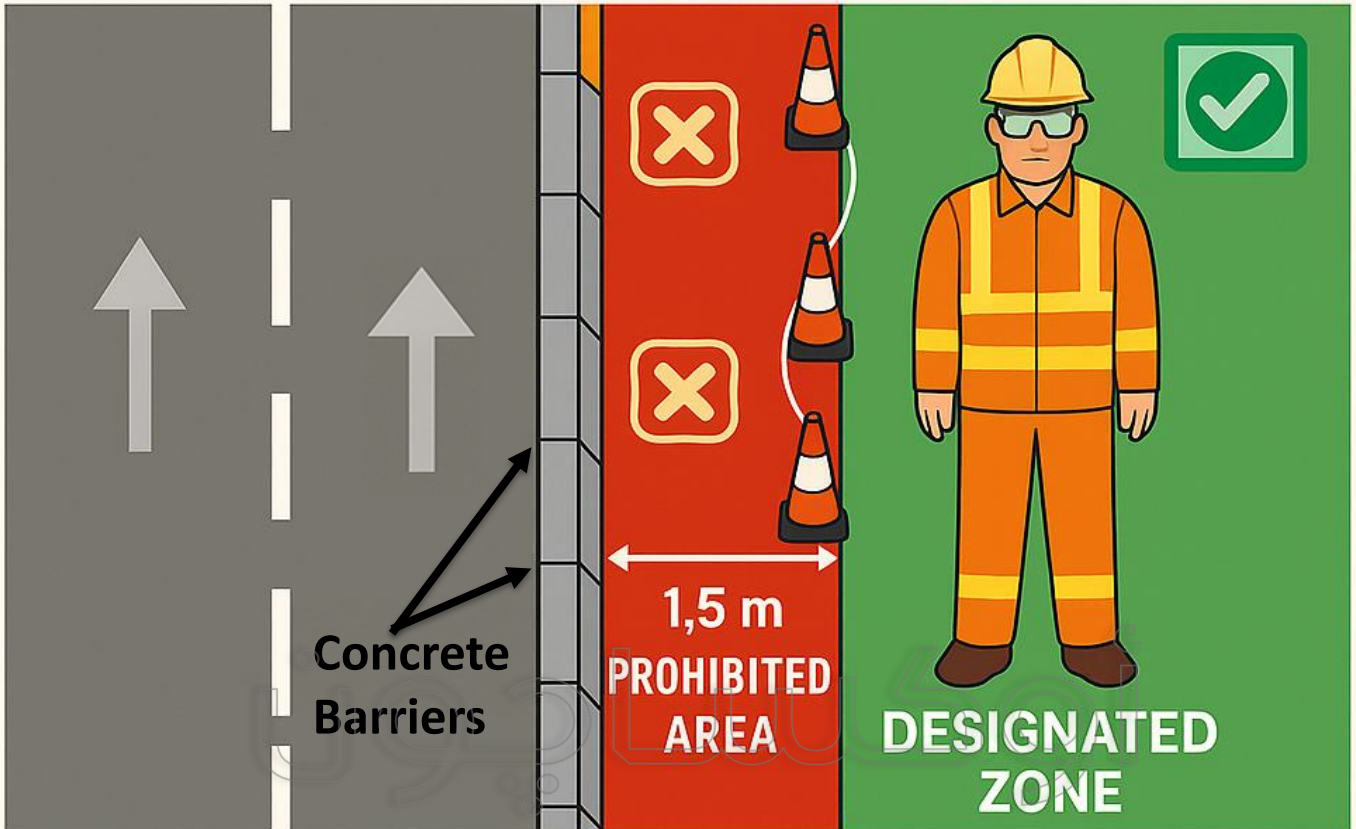 Concrete
Barriers
1,5 m
PROHIBITED
AREA
DESIGNATED
ZONE